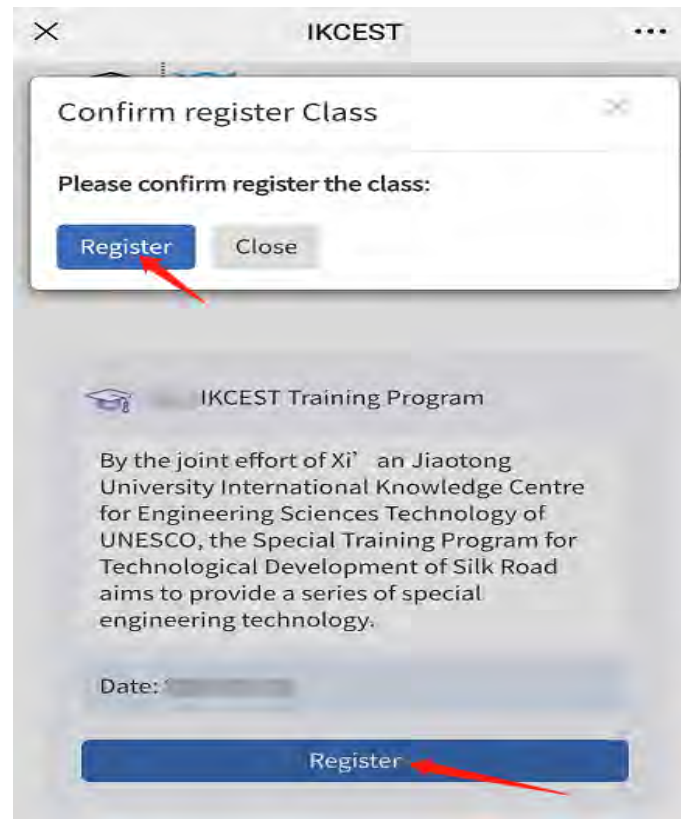 IKCEST
Confirm register Class
Please confirm register the class:
Register
Close
IKCEST Training Program
By the joint effort of Xi’ an Jiaotong
University International Knowledge Centre
for Engineering Sciences Technology of
UNESCO, the Special Training Program for
Technological Development of Silk Road
aims to provide a series of special
engineering technology.
Date:
Register